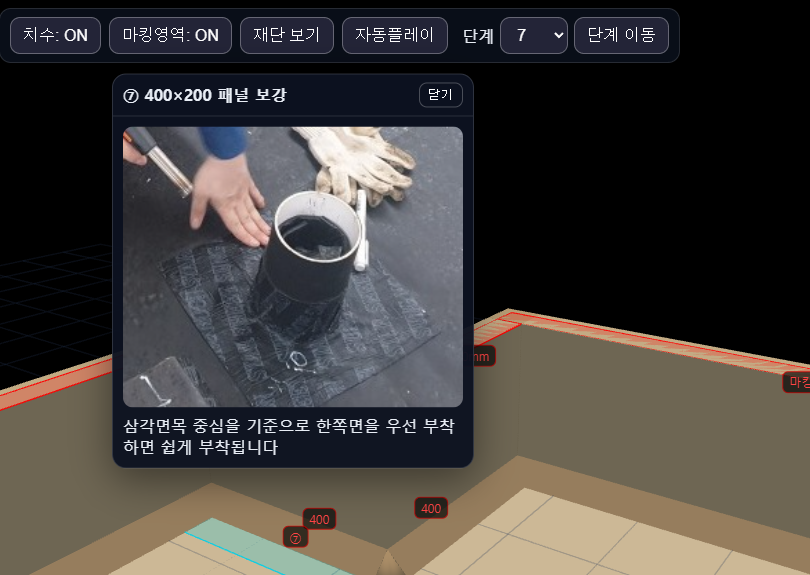 치수: ON
마킹영역: ON
재단 보기
자동플레이
단계
7
단계 이동
⑦ 400×200 패널 보강
닫기
삼각면목 중심을 기준으로 한쪽면을 우선 부착
하면 쉽게 부착됩니다
mm
마킹
400
400
⑦